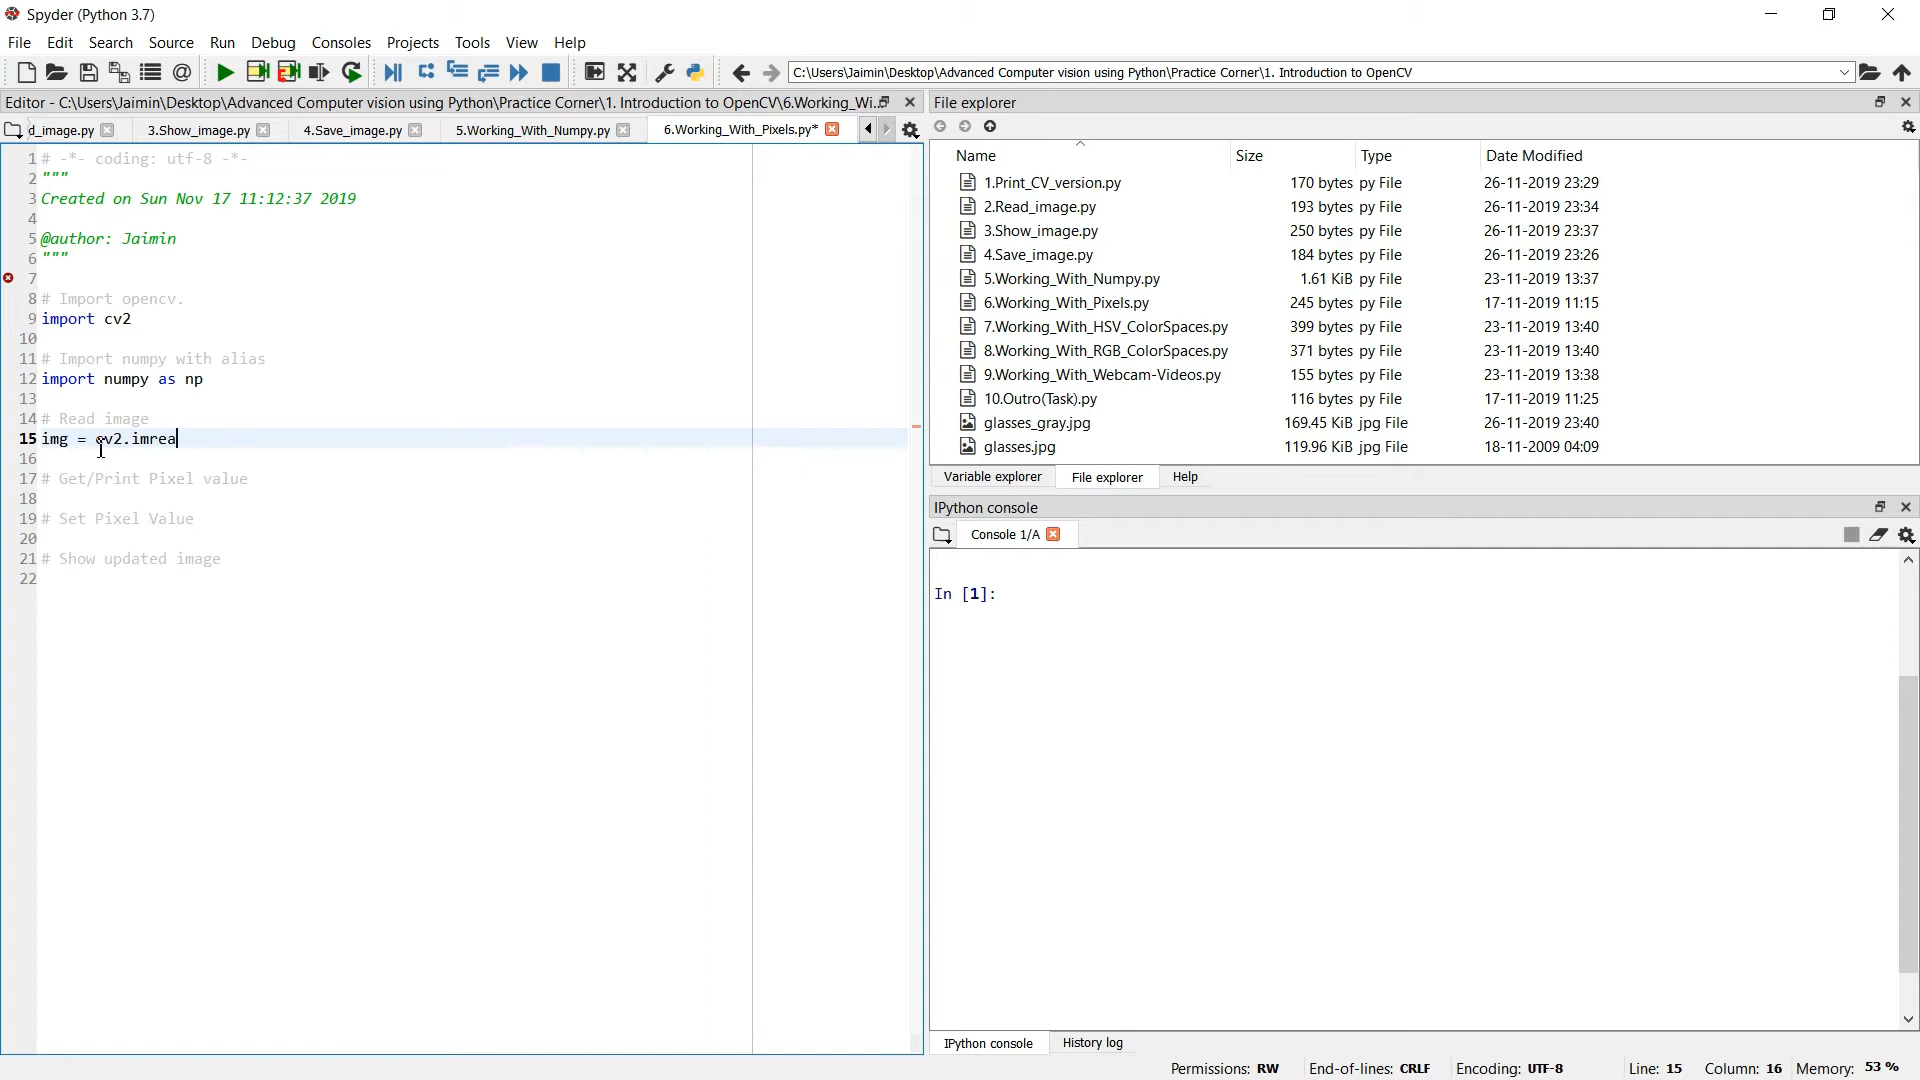 Spyder (Python 3.7)
File Edit Search Source Run Debug Consoles Projects Tools View Help
C:\Users\Jaimin\Desktop\Advanced Computer vision using Python\Practice Corner\1. Introduction to OpenCV
Editor - C:\Users\Jaimin\Desktop\Advanced Computer vision using Python\Practice Corner\1. Introduction to OpenCV\6.Working_Wi...
d_image.py 3.Show_image.py 4.Save_image.py 5.Working_With_Numpy.py 6.Working_With_Pixels.py*
1 # -*- coding: utf-8 -*-
2 """
3 Created on Sun Nov 17 11:12:37 2019
4
5 @author: Jaimin
6 """
7
8 # Import opencv.
9 import cv2
10
11 # Import numpy with alias
12 import numpy as np
13
14 # Read image
15 img = cv2.imrea
16
17 # Get/Print Pixel value
18
19 # Set Pixel Value
20
21 # Show updated image
22
File explorer
Name Size Type Date Modified
1.Print_CV_version.py 170 bytes py File 26-11-2019 23:29
2.Read_image.py 193 bytes py File 26-11-2019 23:34
3.Show_image.py 250 bytes py File 26-11-2019 23:37
4.Save_image.py 184 bytes py File 26-11-2019 23:26
5.Working_With_Numpy.py 1.61 KiB py File 23-11-2019 13:37
6.Working_With_Pixels.py 245 bytes py File 17-11-2019 11:15
7.Working_With_HSV_ColorSpaces.py 399 bytes py File 23-11-2019 13:40
8.Working_With_RGB_ColorSpaces.py 371 bytes py File 23-11-2019 13:40
9.Working_With_Webcam-Videos.py 155 bytes py File 23-11-2019 13:38
10.Outro(Task).py 116 bytes py File 17-11-2019 11:25
glasses_gray.jpg 169.45 KiB jpg File 26-11-2019 23:40
glasses.jpg 119.96 KiB jpg File 18-11-2009 04:09
Variable explorer File explorer Help
IPython console
Console 1/A
In [1]:
IPython console History log
Permissions: RW End-of-lines: CRLF Encoding: UTF-8 Line: 15 Column: 16 Memory: 53 %